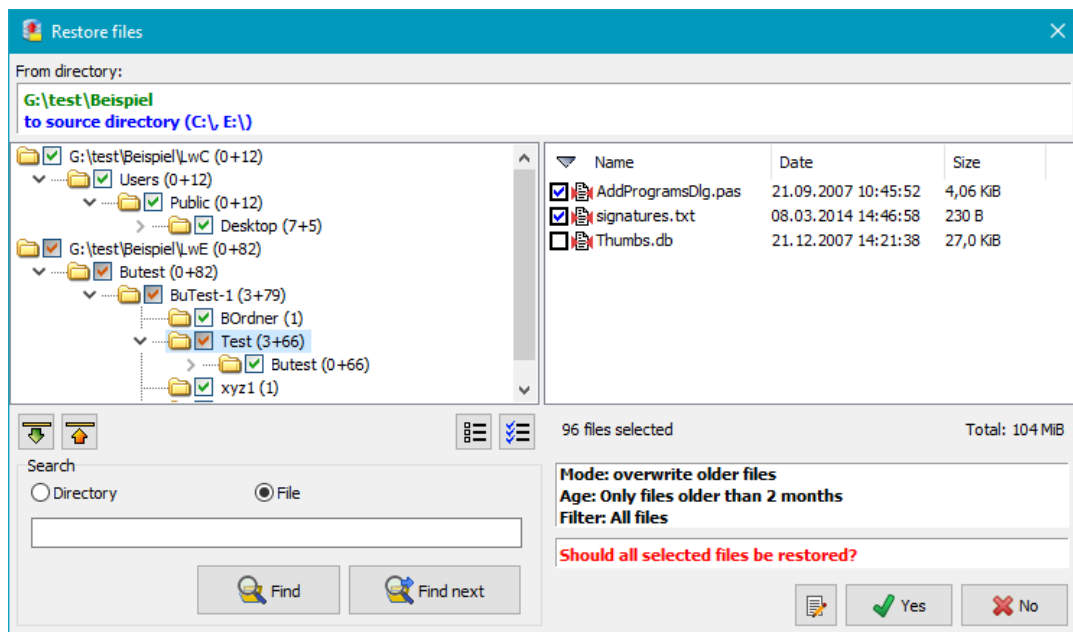 Restore files
From directory:
G:\test\Beispiel
to source directory (C:\, E:\)
G:\test\Beispiel\LwC (0+12)
Users (0+12)
Public (0+12)
Desktop (7+5)
G:\test\Beispiel\LwE (0+82)
Butest (0+82)
BuTest-1 (3+79)
BOrdner (1)
Test (3+66)
Butest (0+66)
xyz1 (1)
Name Date Size
AddProgramsDlg.pas 21.09.2007 10:45:52 4,06 KiB
signatures.txt 08.03.2014 14:46:58 230 B
Thumbs.db 21.12.2007 14:21:38 27,0 KiB
96 files selected Total: 104 MiB
Search
Directory File
Find Find next
Mode: overwrite older files
Age: Only files older than 2 months
Filter: All files
Should all selected files be restored?
Yes No